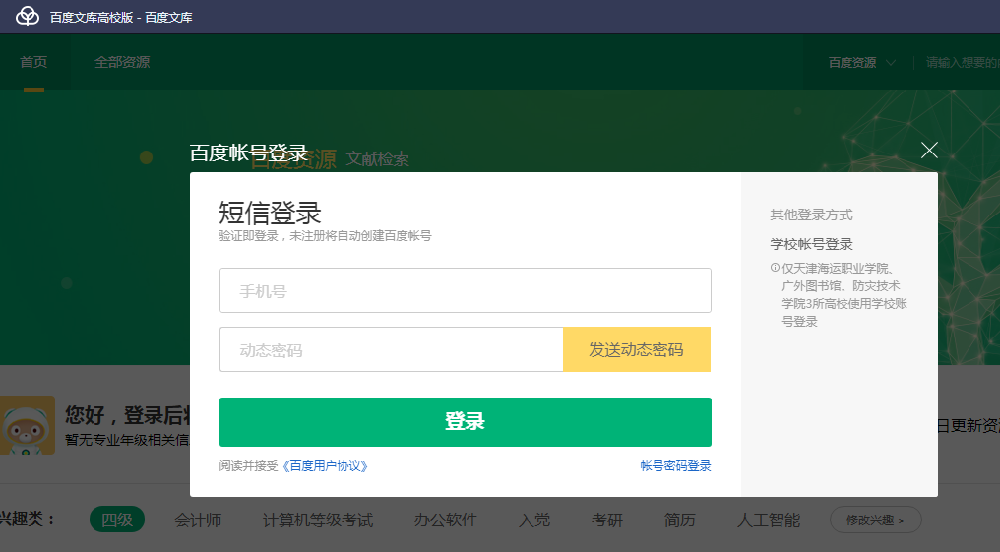 百度文库高校版 - 百度文库
首页
全部资源
百度资源
请输入想要的
百度帐号登录
百度资源
文献检索
短信登录
验证即登录，未注册将自动创建百度帐号
手机号
动态密码
发送动态密码
登录
阅读并接受《百度用户协议》
帐号密码登录
其他登录方式
学校帐号登录
仅天津海运职业学院、
广外图书馆、防灾技术
学院3所高校使用学校账
号登录
您好，登录后
暂无专业年级相关信
日更新资
兴趣类：
四级
会计师
计算机等级考试
办公软件
入党
考研
简历
人工智能
修改兴趣 >